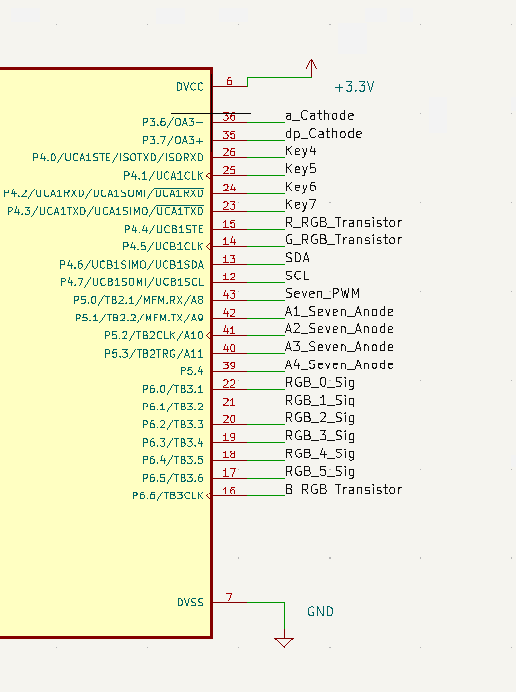 DVCC 6 +3.3V
P3.6/OA3- 36 a_Cathode
P3.7/OA3+ 35 dp_Cathode
P4.0/UCA1STE/ISOTXD/ISORXD 26 Key4
P4.1/UCA1CLK 25 Key5
P4.2/UCA1RXD/UCA1SOMI/UCA1RXD 24 Key6
P4.3/UCA1TXD/UCA1SIMO/UCA1TXD 23 Key7
P4.4/UCB1STE 15 R_RGB_Transistor
P4.5/UCB1CLK 14 G_RGB_Transistor
P4.6/UCB1SIMO/UCB1SDA 13 SDA
P4.7/UCB1SOMI/UCB1SCL 12 SCL
P5.0/TB2.1/MFM.RX/A8 43 Seven_PWM
P5.1/TB2.2/MFM.TX/A9 42 A1_Seven_Anode
P5.2/TB2CLK/A10 41 A2_Seven_Anode
P5.3/TB2TRG/A11 40 A3_Seven_Anode
P5.4 39 A4_Seven_Anode
P6.0/TB3.1 22 RGB_0_Sig
P6.1/TB3.2 21 RGB_1_Sig
P6.2/TB3.3 20 RGB_2_Sig
P6.3/TB3.4 19 RGB_3_Sig
P6.4/TB3.5 18 RGB_4_Sig
P6.5/TB3.6 17 RGB_5_Sig
P6.6/TB3CLK 16 B_RGB_Transistor
DVSS 7 GND